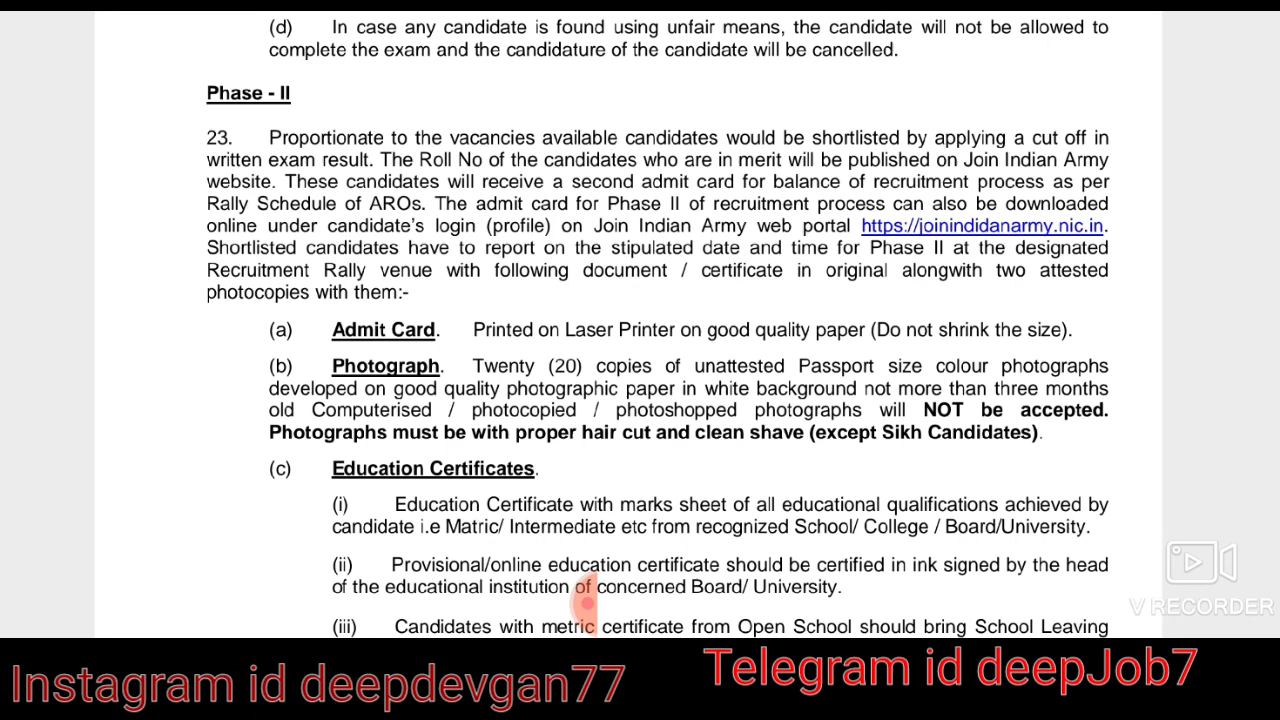 (d) In case any candidate is found using unfair means, the candidate will not be allowed to
complete the exam and the candidature of the candidate will be cancelled.
Phase - II
23. Proportionate to the vacancies available candidates would be shortlisted by applying a cut off in
written exam result. The Roll No of the candidates who are in merit will be published on Join Indian Army
website. These candidates will receive a second admit card for balance of recruitment process as per
Rally Schedule of AROs. The admit card for Phase II of recruitment process can also be downloaded
online under candidate's login (profile) on Join Indian Army web portal https://joinindidanarmy.nic.in.
Shortlisted candidates have to report on the stipulated date and time for Phase II at the designated
Recruitment Rally venue with following document / certificate in original alongwith two attested
photocopies with them:-
(a) Admit Card. Printed on Laser Printer on good quality paper (Do not shrink the size).
(b) Photograph. Twenty (20) copies of unattested Passport size colour photographs
developed on good quality photographic paper in white background not more than three months
old Computerised / photocopied / photoshopped photographs will NOT be accepted.
Photographs must be with proper hair cut and clean shave (except Sikh Candidates).
(c) Education Certificates.
(i) Education Certificate with marks sheet of all educational qualifications achieved by
candidate i.e Matric/ Intermediate etc from recognized School/ College / Board/University.
(ii) Provisional/online education certificate should be certified in ink signed by the head
of the educational institution of concerned Board/ University.
V RECORDER
(iii) Candidates with metric certificate from Open School should bring School Leaving
Instagram id deepdevgan77
Telegram id deepJob7